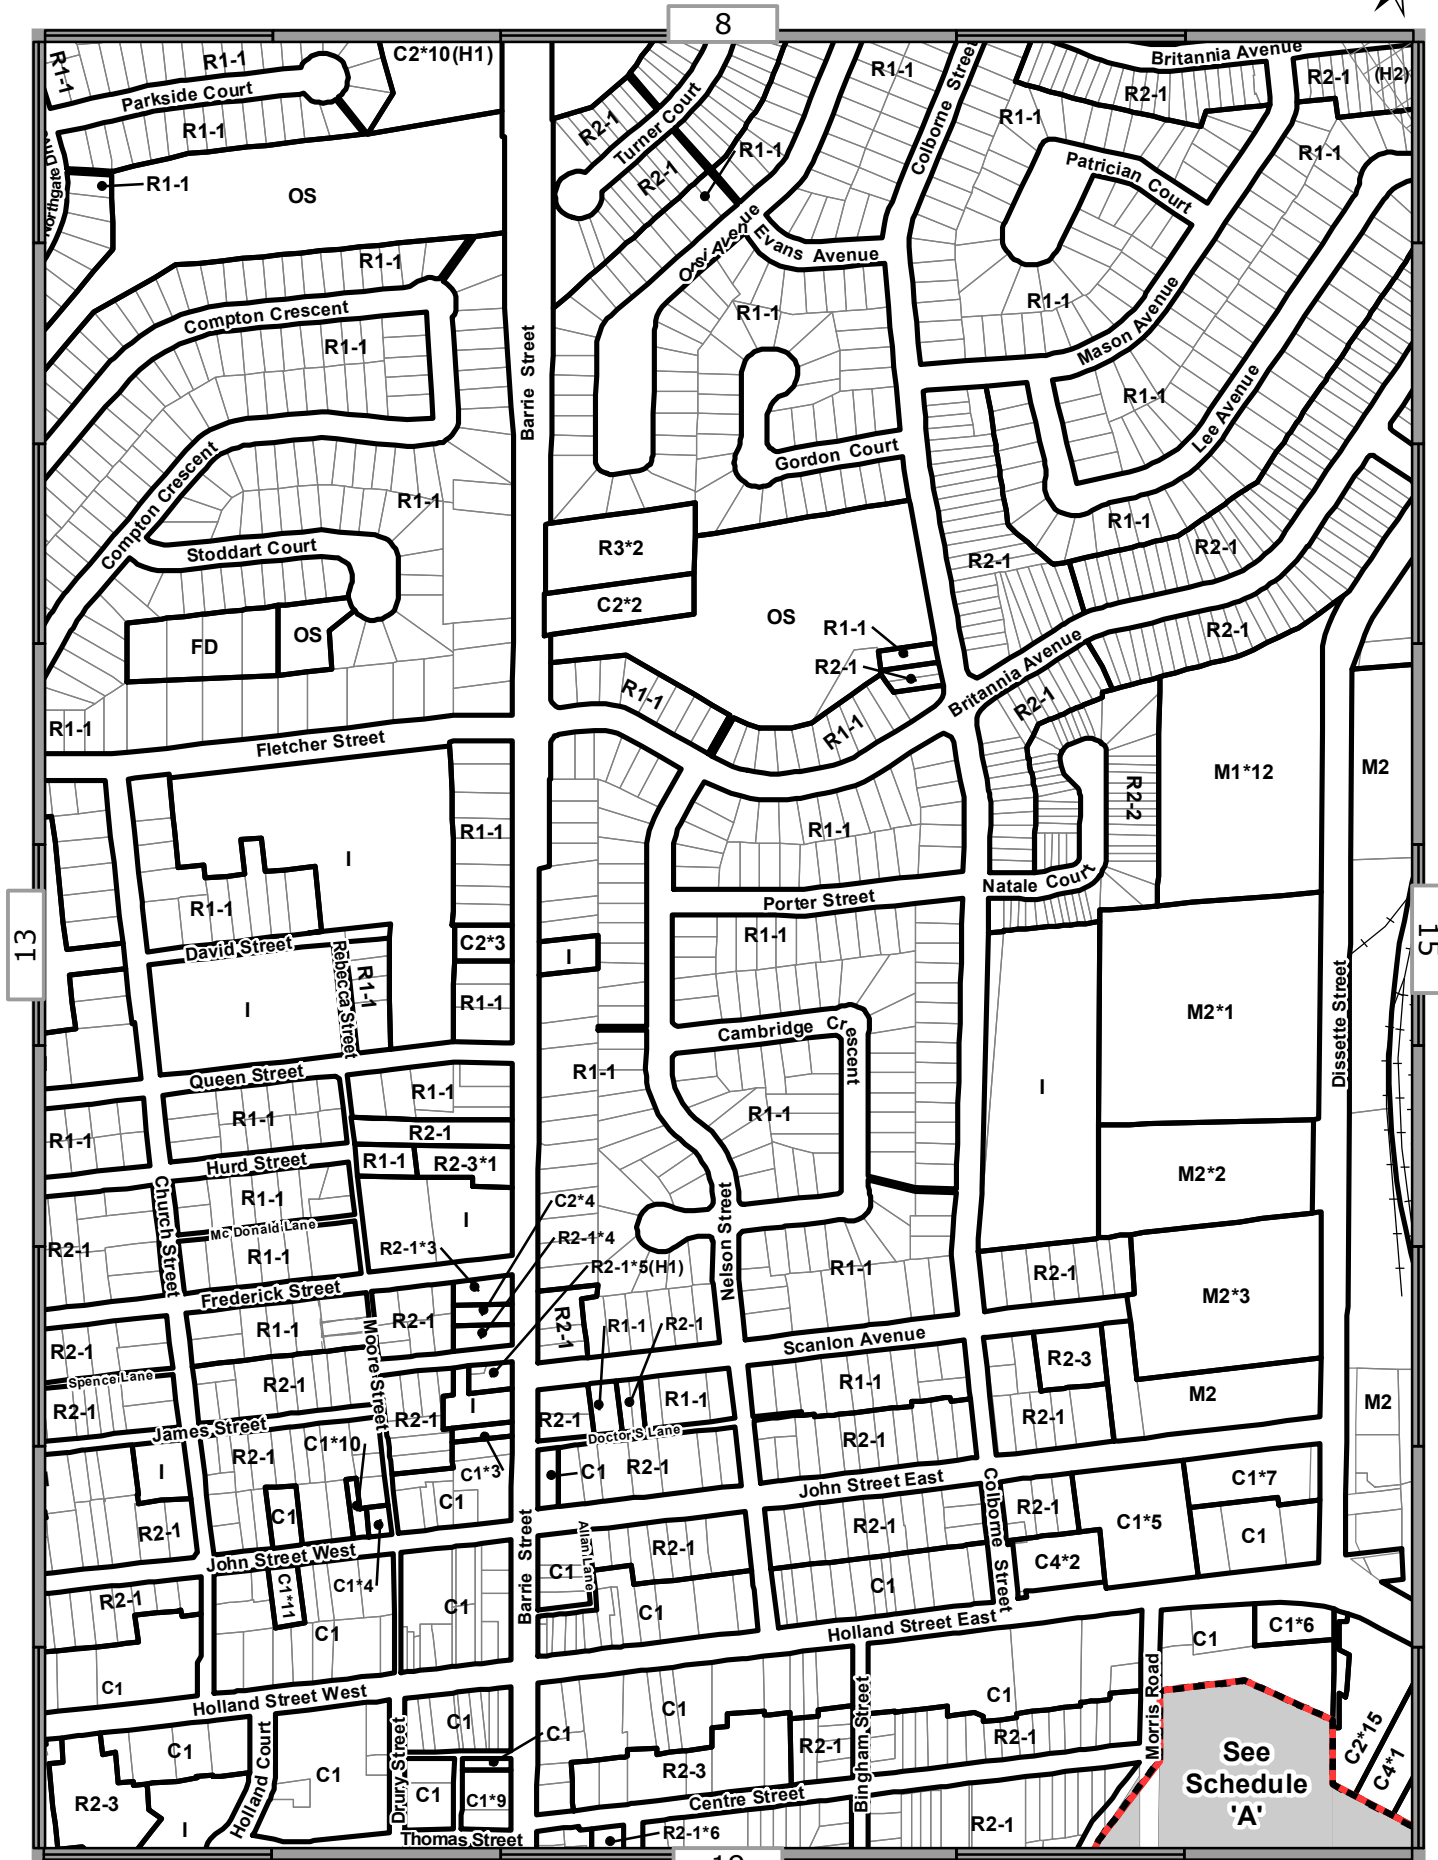 8
R1-1
R1-1
C2*10(H1)
Parkside Court
R1-1
Northgate Drive
R1-1
OS
R1-1
Compton Crescent
R1-1
Barrie Street
Compton Crescent
R1-1
Stoddart Court
FD
OS
R1-1
Fletcher Street
R2-1
Turner Court
R2-1
R1-1
Orsi Avenue
Evans Avenue
R1-1
R1-1
Colborne Street
Gordon Court
R3*2
C2*2
OS
R1-1
R2-1
R1-1
R1-1
Britannia Avenue
Britannia Avenue
R2-1
R2-1
(H2)
R1-1
Patrician Court
R1-1
R1-1
Mason Avenue
R1-1
Lee Avenue
R1-1
R2-1
R2-1
R2-1
R2-1
R2-2
M1*12
M2
R1-1
I
R1-1
R1-1
David Street
Rebecca Street
R1-1
C2*3
R1-1
I
I
Porter Street
Natale Court
R1-1
Cambridge Crescent
R1-1
R1-1
I
M2*1
Dissette Street
13
15
Queen Street
R1-1
R1-1
R1-1
R2-1
R1-1
R2-3*1
Hurd Street
R1-1
Church Street
Mc Donald Lane
R1-1
R2-1
I
R2-1*3
C2*4
R2-1*4
R2-1*5(H1)
Nelson Street
M2*2
R1-1
R2-1
M2*3
Frederick Street
R1-1
R2-1
Moore Street
R2-1
R1-1
R2-1
Scanlon Avenue
R2-1
Spence Lane
R2-1
R2-1
James Street
R2-1
I
R2-1
R1-1
Doctor S Lane
R1-1
R2-1
R2-3
R2-1
M2
M2
R2-1
C1*10
C1*3
C1
R2-1
I
C1
C1
R2-1
John Street East
Colborne Street
R2-1
C1*5
C1*7
C1
C4*2
John Street West
R2-1
C1*11
C1*4
C1
C1
Barrie Street
C1
Allan Lane
R2-1
C1
R2-1
C1
Holland Street East
C1
Holland Street West
C1
Holland Court
R2-3
I
C1
Drury Street
C1
C1
C1
C1*9
Thomas Street
C1
R2-3
R2-1
Centre Street
R2-1*6
Bingham Street
C1
R2-1
R2-1
Morris Road
C1
C1*6
C2*15
C4*1
See
Schedule
'A'